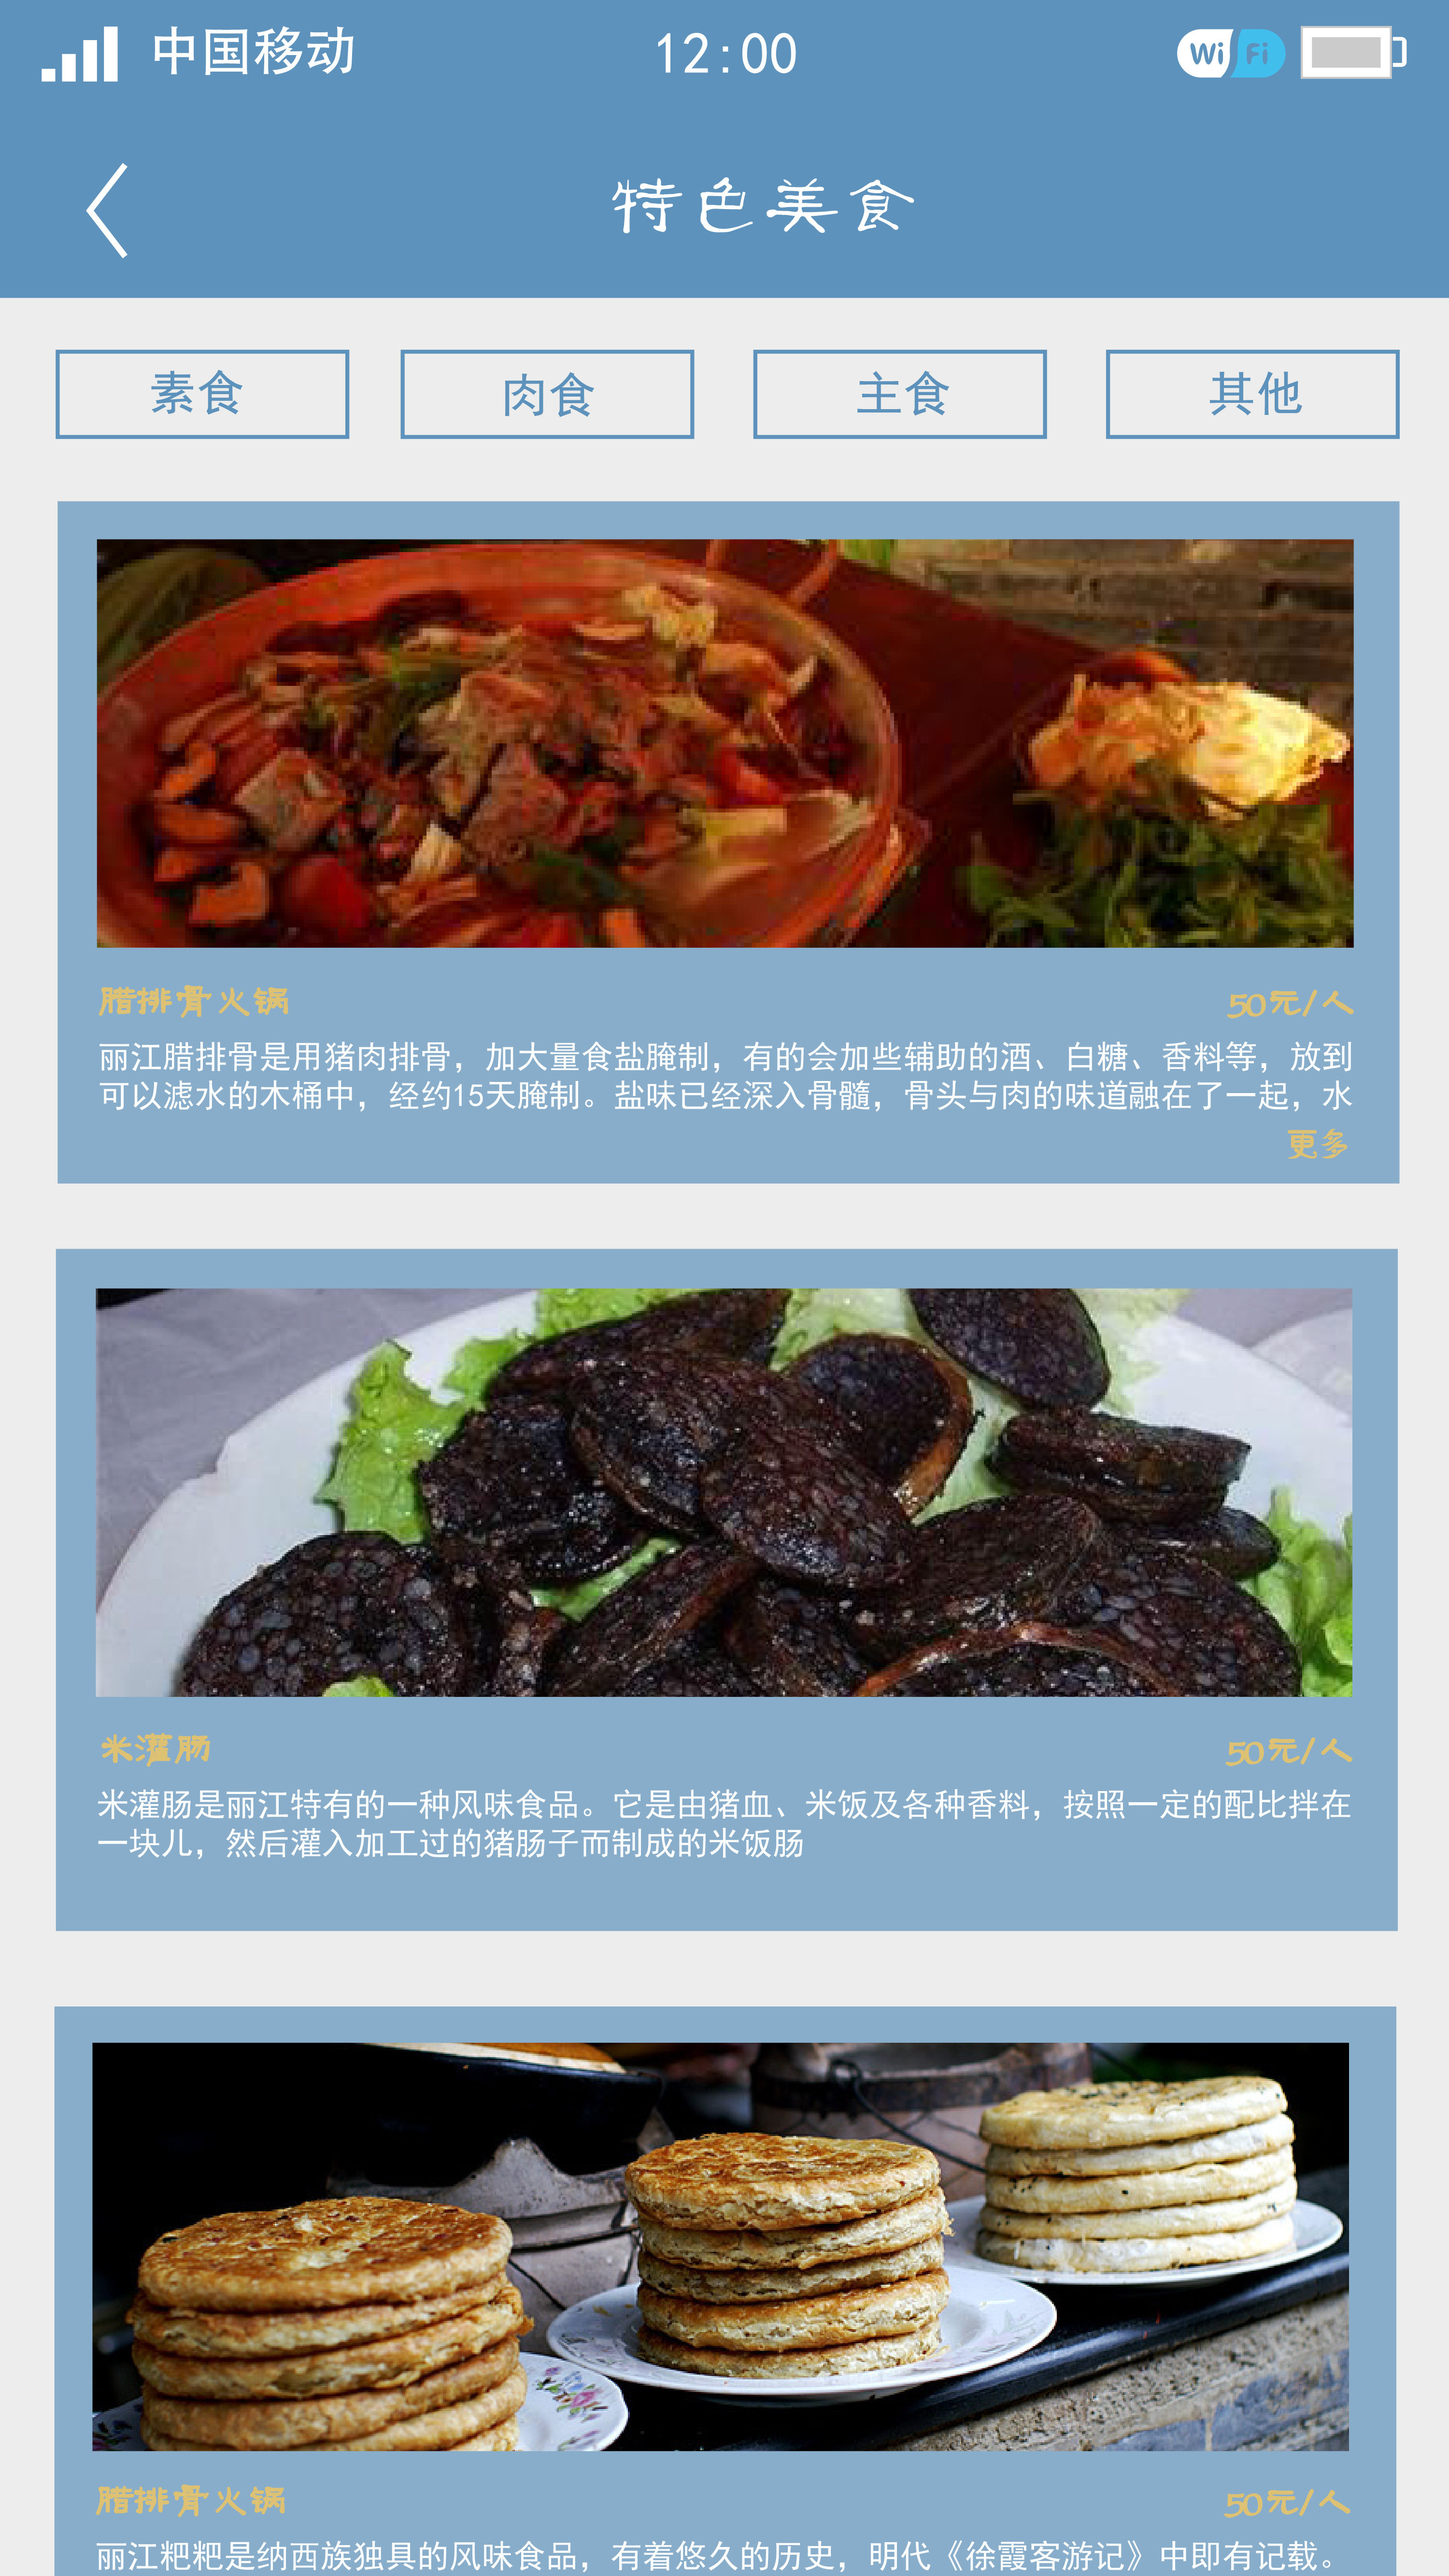 中国移动
12:00
Wi Fi
特色美食
素食
肉食
主食
其他
腊排骨火锅
50元/人
丽江腊排骨是用猪肉排骨，加大量食盐腌制，有的会加些辅助的酒、白糖、香料等，放到
可以滤水的木桶中，经约15天腌制。盐味已经深入骨髓，骨头与肉的味道融在了一起，水
更多
米灌肠
50元/人
米灌肠是丽江特有的一种风味食品。它是由猪血、米饭及各种香料，按照一定的配比拌在
一块儿，然后灌入加工过的猪肠子而制成的米饭肠
腊排骨火锅
50元/人
丽江粑粑是纳西族独具的风味食品，有着悠久的历史，明代《徐霞客游记》中即有记载。